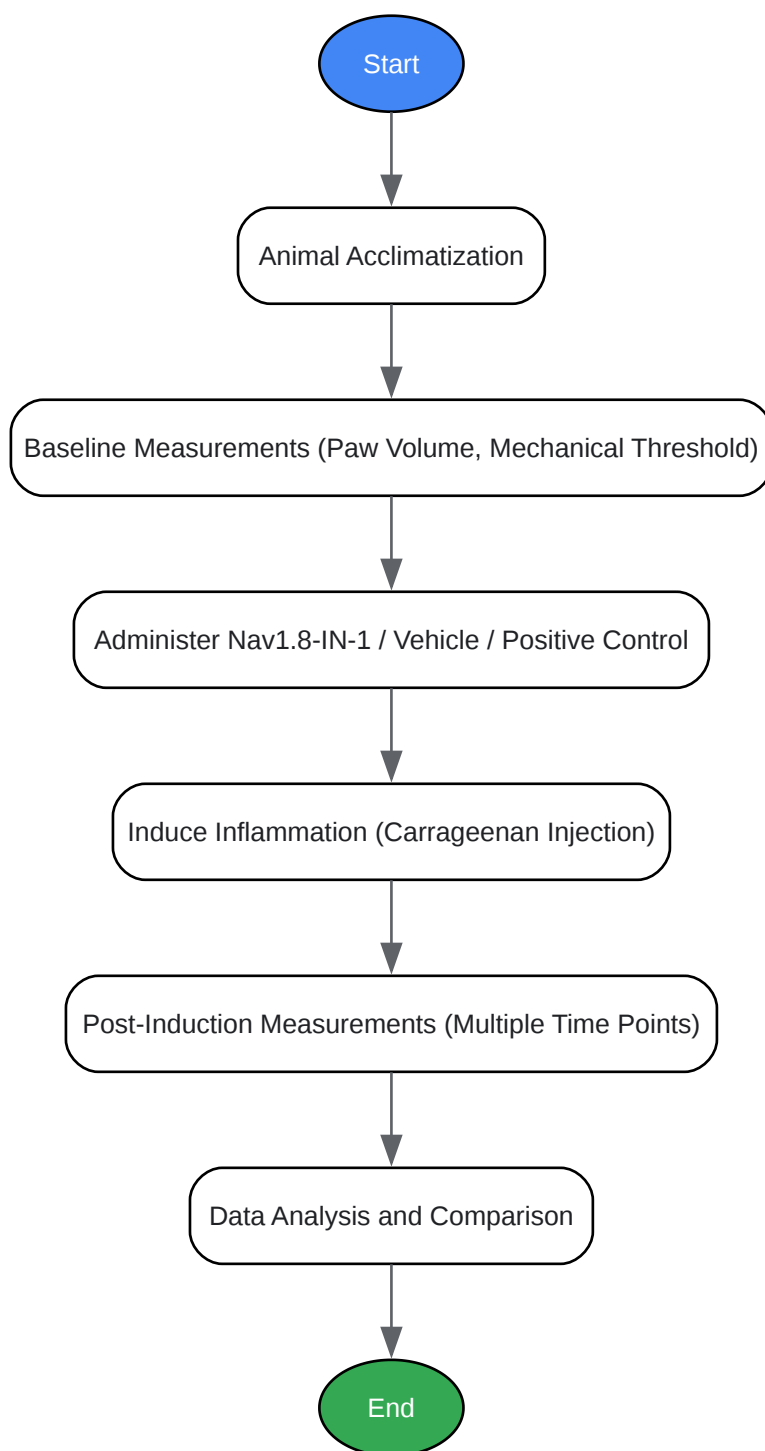 Start
Animal Acclimatization
Baseline Measurements (Paw Volume, Mechanical Threshold)
Administer Nav1.8-IN-1 / Vehicle / Positive Control
Induce Inflammation (Carrageenan Injection)
Post-Induction Measurements (Multiple Time Points)
Data Analysis and Comparison
End